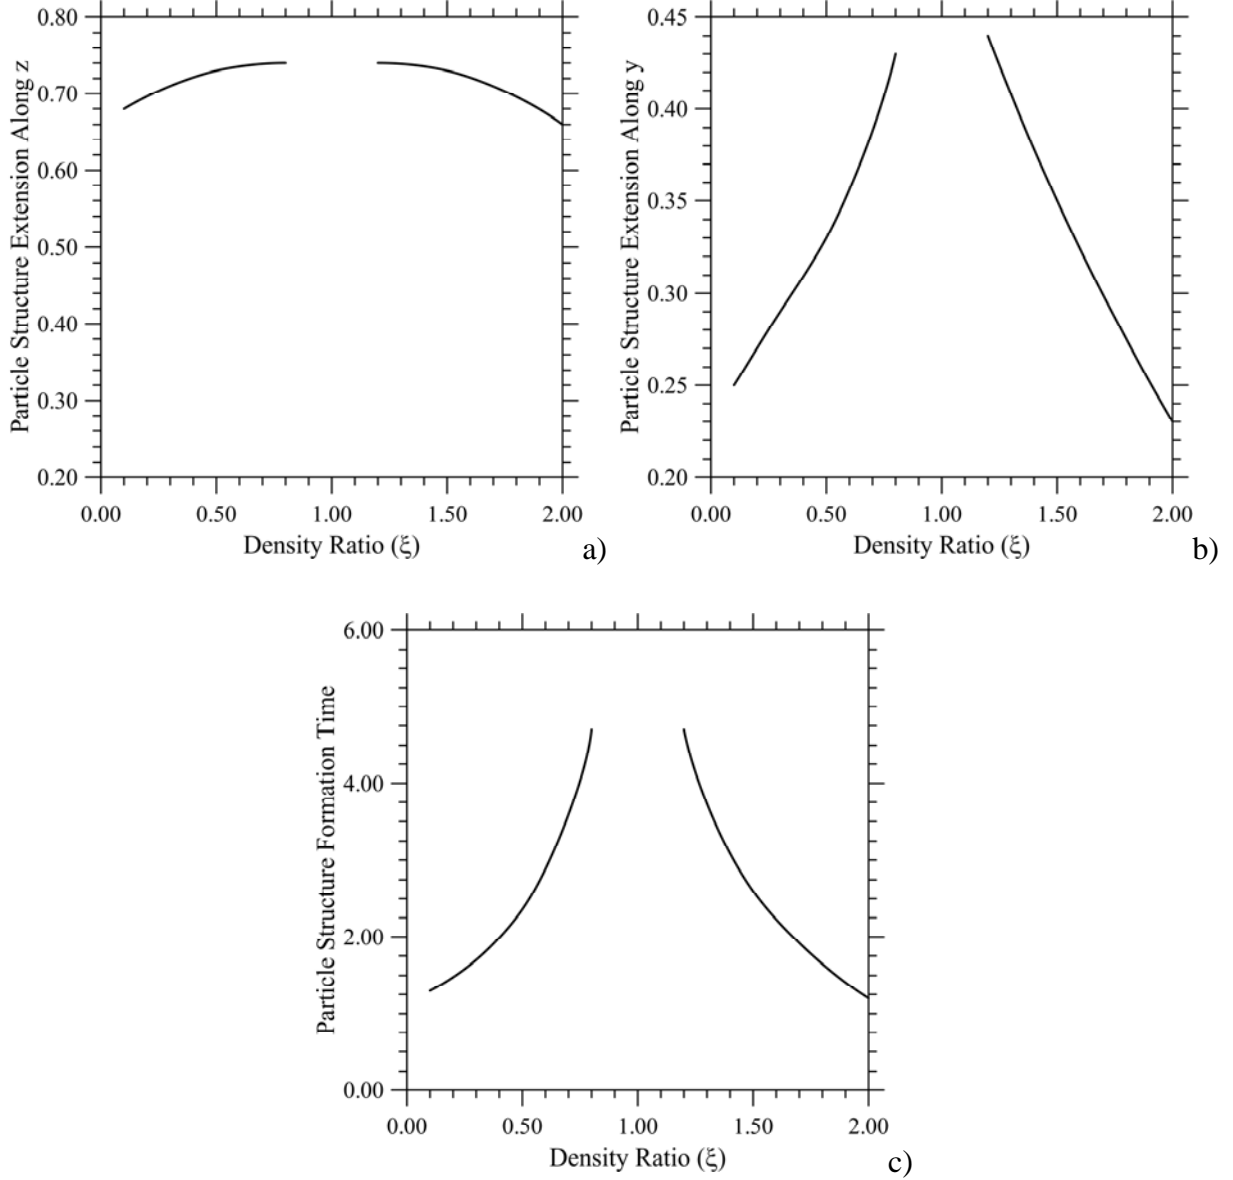 Particle Structure Extension Along z
0.80
0.70
0.60
0.50
0.40
0.30
0.20
0.00 0.50 1.00 1.50 2.00
Density Ratio (ξ)
a)
Particle Structure Extension Along y
0.45
0.40
0.35
0.30
0.25
0.20
0.00 0.50 1.00 1.50 2.00
Density Ratio (ξ)
b)
Particle Structure Formation Time
6.00
4.00
2.00
0.00
0.00 0.50 1.00 1.50 2.00
Density Ratio (ξ)
c)